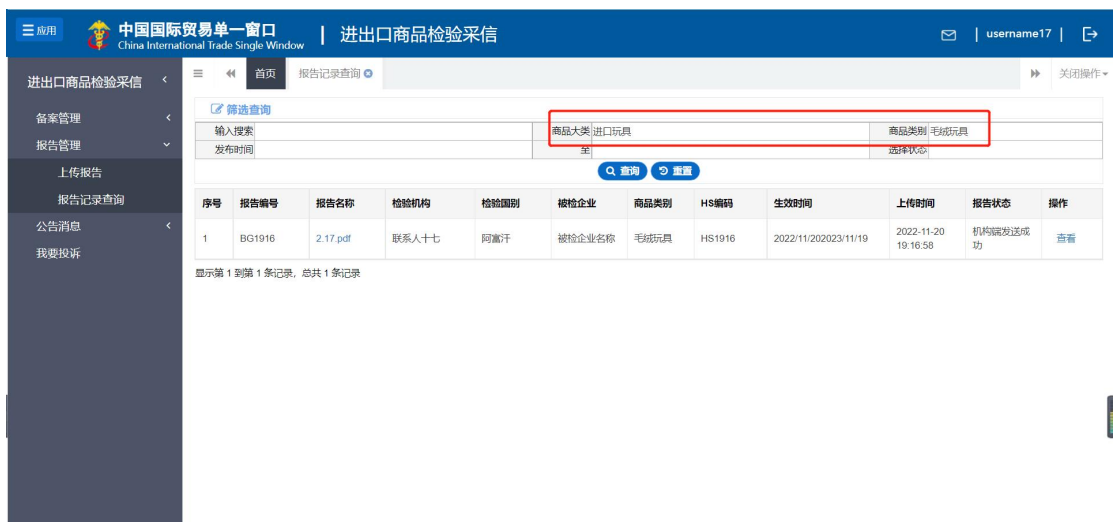 应用
中国国际贸易单一窗口
China International Trade Single Window
进出口商品检验采信
username17
进出口商品检验采信
备案管理
报告管理
上传报告
报告记录查询
公告消息
我要投诉
首页 报告记录查询 关闭操作
筛选查询
输入搜索 商品大类 进口玩具 商品类别 毛绒玩具
发布时间 至 选择状态
查询 重置
序号 报告编号 报告名称 检验机构 检验国别 被检企业 商品类别 HS编码 生效时间 上传时间 报告状态 操作
1 BG1916 2.17.pdf 联系人十七 阿富汗 被检企业名称 毛绒玩具 HS1916 2022/11/202023/11/19 2022-11-20 19:16:58 机构端发送成功 查看
显示第 1 到第 1 条记录，总共 1 条记录